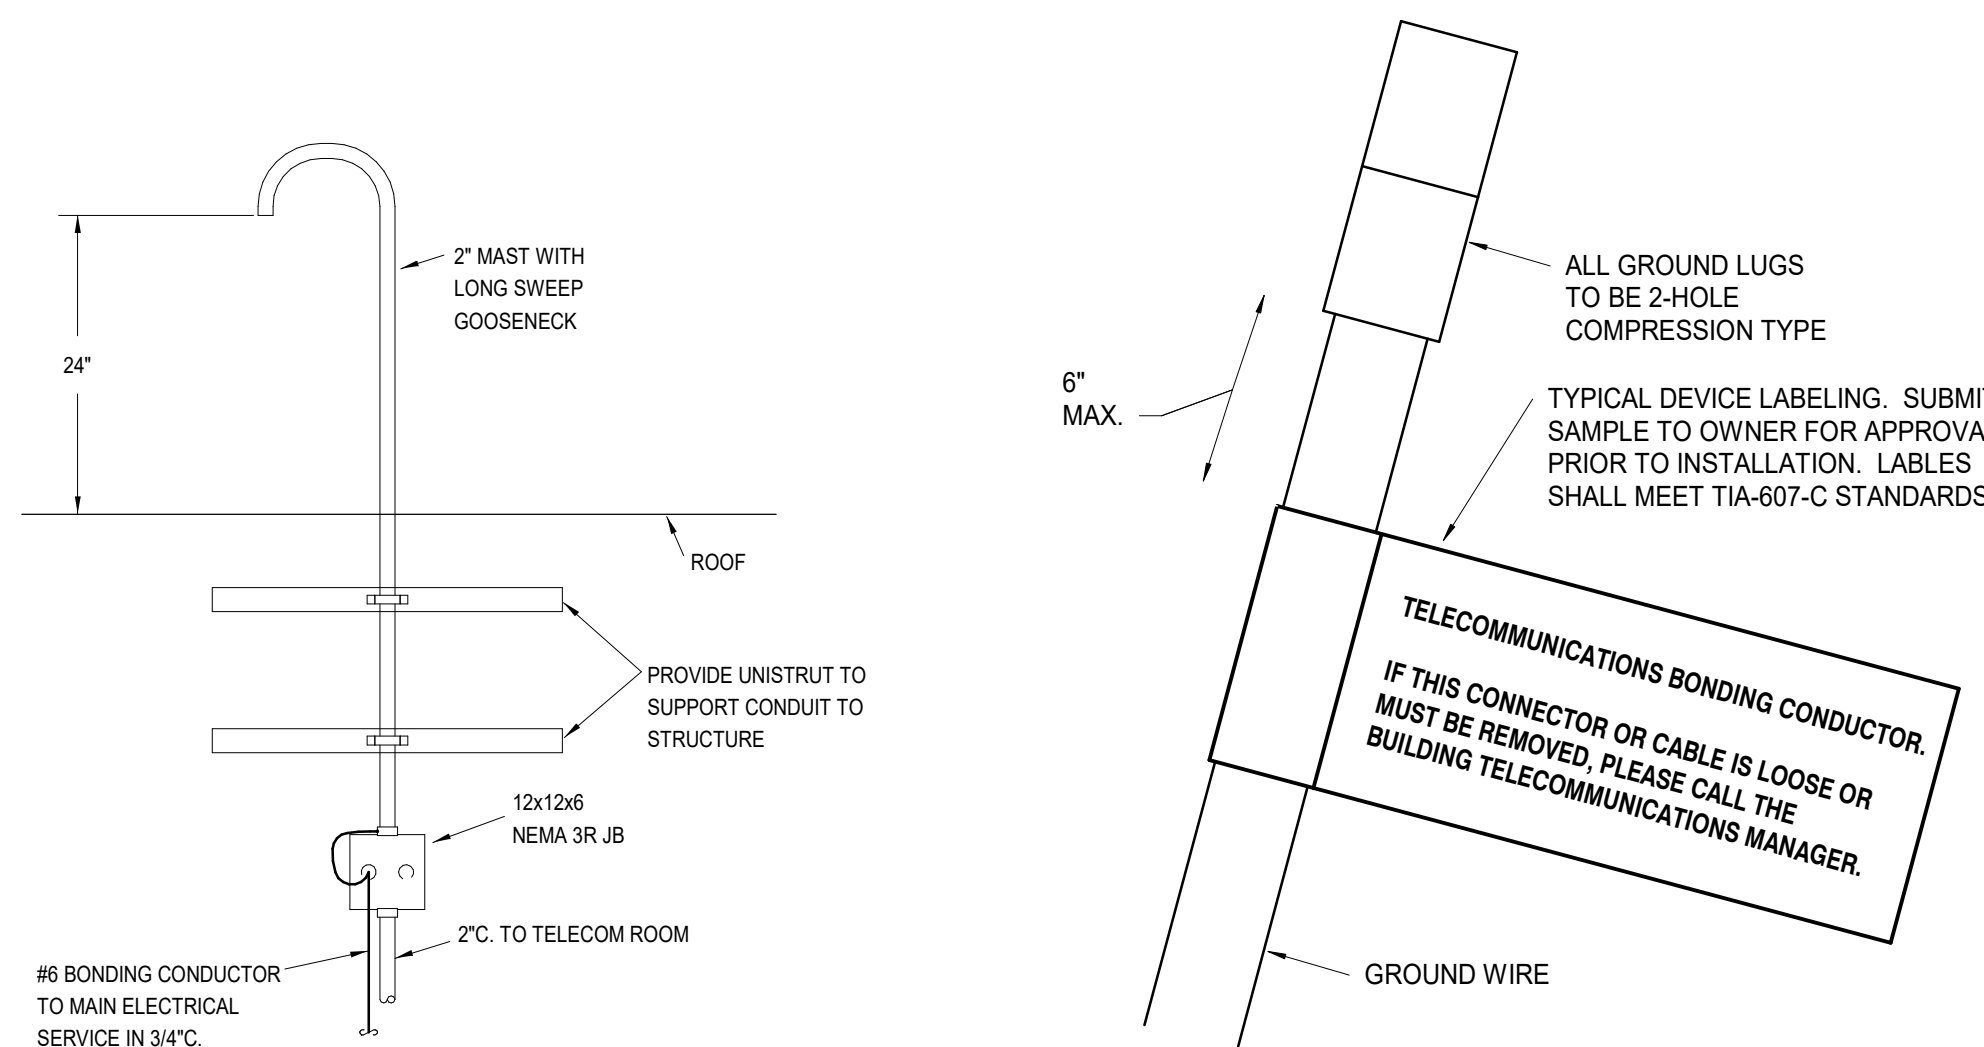 2" MAST WITH
LONG SWEEP
GOOSENECK
24"
ROOF
PROVIDE UNISTRUT TO
SUPPORT CONDUIT TO
STRUCTURE
12x12x6
NEMA 3R JB
2"C. TO TELECOM ROOM
#6 BONDING CONDUCTOR
TO MAIN ELECTRICAL
SERVICE IN 3/4"C.
ALL GROUND LUGS
TO BE 2-HOLE
COMPRESSION TYPE
6"
MAX.
TYPICAL DEVICE LABELING. SUBMIT
SAMPLE TO OWNER FOR APPROVA
PRIOR TO INSTALLATION. LABLES
SHALL MEET TIA-607-C STANDARDS
TELECOMMUNICATIONS BONDING CONDUCTOR.
IF THIS CONNECTOR OR CABLE IS LOOSE OR
MUST BE REMOVED, PLEASE CALL THE
BUILDING TELECOMMUNICATIONS MANAGER.
GROUND WIRE